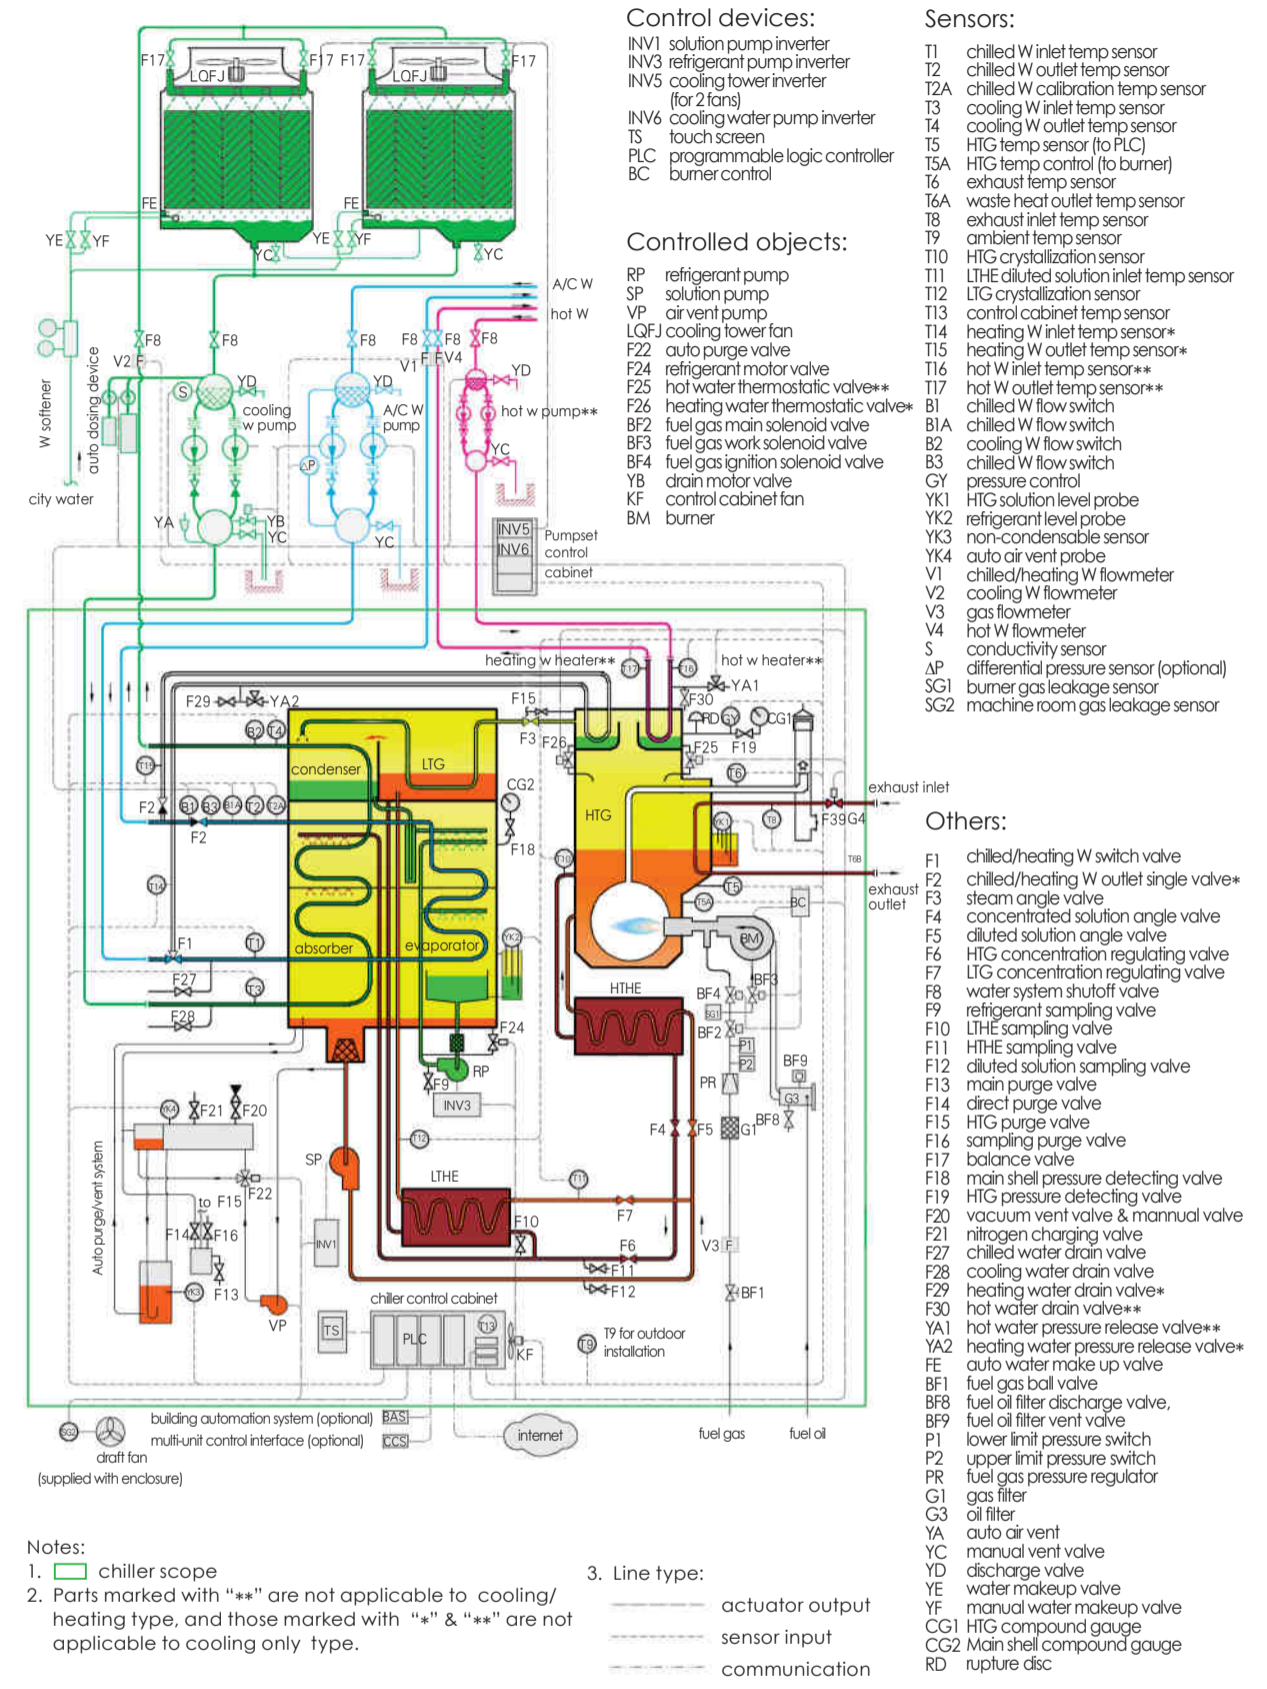 Control devices:
INV1 solution pump inverter
INV3 refrigerant pump inverter
INV5 cooling tower inverter
(for 2 fans)
INV6 cooling water pump inverter
TS touch screen
PLC programmable logic controller
BC burner control
Controlled objects:
RP refrigerant pump
SP solution pump
VP air vent pump
LQFJ cooling tower fan
F22 auto purge valve
F24 refrigerant motor valve
F25 hot water thermostatic valve**
F26 heating water thermostatic valve*
BF2 fuel gas main solenoid valve
BF3 fuel gas work solenoid valve
BF4 fuel gas ignition solenoid valve
YB drain motor valve
KF control cabinet fan
BM burner
Sensors:
T1 chilled W inlet temp sensor
T2 chilled W outlet temp sensor
T2A chilled W calibration temp sensor
T3 cooling W inlet temp sensor
T4 cooling W outlet temp sensor
T5 HTG temp sensor (to PLC)
T5A HTG temp control (to burner)
T6 exhaust temp sensor
T6A waste heat outlet temp sensor
T8 exhaust inlet temp sensor
T9 ambient temp sensor
T10 HTG crystallization sensor
T11 LTHE diluted solution inlet temp sensor
T12 LTG crystallization sensor
T13 control cabinet temp sensor
T14 heating W inlet temp sensor*
T15 heating W outlet temp sensor*
T16 hot W inlet temp sensor**
T17 hot W outlet temp sensor**
B1 chilled W flow switch
B1A chilled W flow switch
B2 cooling W flow switch
B3 chilled W flow switch
GY pressure control
YK1 HTG solution level probe
YK2 refrigerant level probe
YK3 non-condensable sensor
YK4 auto air vent probe
V1 chilled/heating W flowmeter
V2 cooling W flowmeter
V3 gas flowmeter
V4 hot W flowmeter
S conductivity sensor
ΔP differential pressure sensor (optional)
SG1 burner gas leakage sensor
SG2 machine room gas leakage sensor
Others:
F1 chilled/heating W switch valve
F2 chilled/heating W outlet single valve*
F3 steam angle valve
F4 concentrated solution angle valve
F5 diluted solution angle valve
F6 HTG concentration regulating valve
F7 LTG concentration regulating valve
F8 water system shutoff valve
F9 refrigerant sampling valve
F10 LTHE sampling valve
F11 HTHE sampling valve
F12 diluted solution sampling valve
F13 main purge valve
F14 direct purge valve
F15 HTG purge valve
F16 sampling purge valve
F17 balance valve
F18 main shell pressure detecting valve
F19 HTG pressure detecting valve
F20 vacuum vent valve & mannual valve
F21 nitrogen charging valve
F27 chilled water drain valve
F28 cooling water drain valve
F29 heating water drain valve*
F30 hot water drain valve**
YA1 hot water pressure release valve**
YA2 heating water pressure release valve*
FE auto water make up valve
BF1 fuel gas ball valve
BF8 fuel oil filter discharge valve,
BF9 fuel oil filter vent valve
P1 lower limit pressure switch
P2 upper limit pressure switch
PR fuel gas pressure regulator
G1 gas filter
G3 oil filter
YA auto air vent
YC manual vent valve
YD discharge valve
YE water makeup valve
YF manual water makeup valve
CG1 HTG compound gauge
CG2 Main shell compound gauge
RD rupture disc
F17 LQFJ F17 F17 LQFJ F17
FE FE
YE YF YE YF
YC YC
A/C W
hot W
F8 F8 F8 F8 F8 F8
V2 F V1 F F V4
W softener
auto dosing device
city water
S YD
cooling
w pump
YD
A/C W
pump
YD
hot w pump**
YC
ΔP
YA YB
YC YC
INV5
INV6
Pumpset
control
cabinet
heating w heater** T17 T16 hot w heater**
F29 YA2 YA1
F15 F30
RD GY CG1
F3 F26 F25 F19
B2 T4
T15
condenser LTG
CG2
F18
HTG
T6
exhaust inlet
F39 G4
F2 B1 B3 B1A T2 T2A
F2
YK1 T8
T6B
T10
T14
T5
T5A
exhaust
outlet
BC
BM
F1 T1
absorber evaporator
YK2
F27 T3
F28
F24
F9 RP
INV3
HTHE
BF4 BF3
SG1
BF2
P1
P2
PR
BF9
G3
BF8
G1
F4 F5
YK4 F21 F20
Auto purge/vent system
F22
to F15
F14 F16
F13
YK3
VP
SP
INV1
T12
LTHE
T11
F7
F10
F6
F11
F12
V3 F
BF1
chiller control cabinet
TS PLC T13 KF
T9
T9 for outdoor
installation
building automation system (optional) BAS
multi-unit control interface (optional) CCS
internet
fuel gas fuel oil
SG2
draft fan
(supplied with enclosure)
Notes:
1. chiller scope
2. Parts marked with “**” are not applicable to cooling/
heating type, and those marked with “*” & “**” are not
applicable to cooling only type.
3. Line type:
actuator output
sensor input
communication